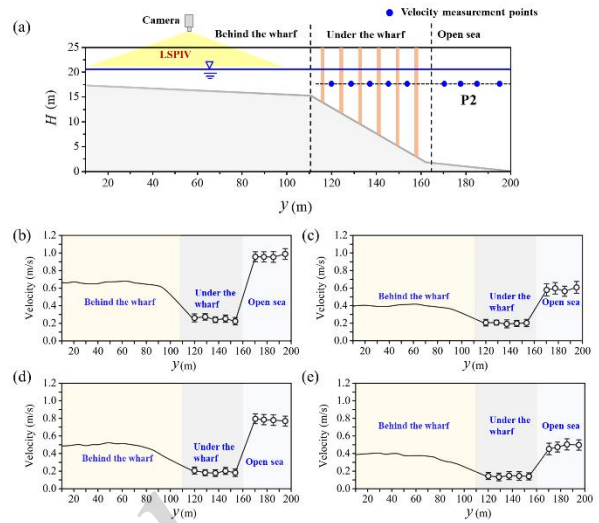 (a)
Camera
Velocity measurement points
Behind the wharf
Under the wharf
Open sea
LSPIV
P2
H (m)
25
20
15
10
5
0
20
40
60
80
100
120
140
160
180
200
y (m)
(b)
Velocity (m/s)
1.2
1.0
0.8
0.6
0.4
0.2
0.0
Behind the wharf
Under the
wharf
Open sea
20 40 60 80 100 120 140 160 180 200
y(m)
(c)
Velocity (m/s)
1.2
1.0
0.8
0.6
0.4
0.2
0.0
Behind the wharf
Under the
wharf
Open sea
20 40 60 80 100 120 140 160 180 200
y(m)
(d)
Velocity (m/s)
1.2
1.0
0.8
0.6
0.4
0.2
0.0
Behind the wharf
Under the
wharf
Open sea
20 40 60 80 100 120 140 160 180 200
y(m)
(e)
Velocity (m/s)
1.2
1.0
0.8
0.6
0.4
0.2
0.0
Behind the wharf
Under the
wharf
Open sea
20 40 60 80 100 120 140 160 180 200
y(m)